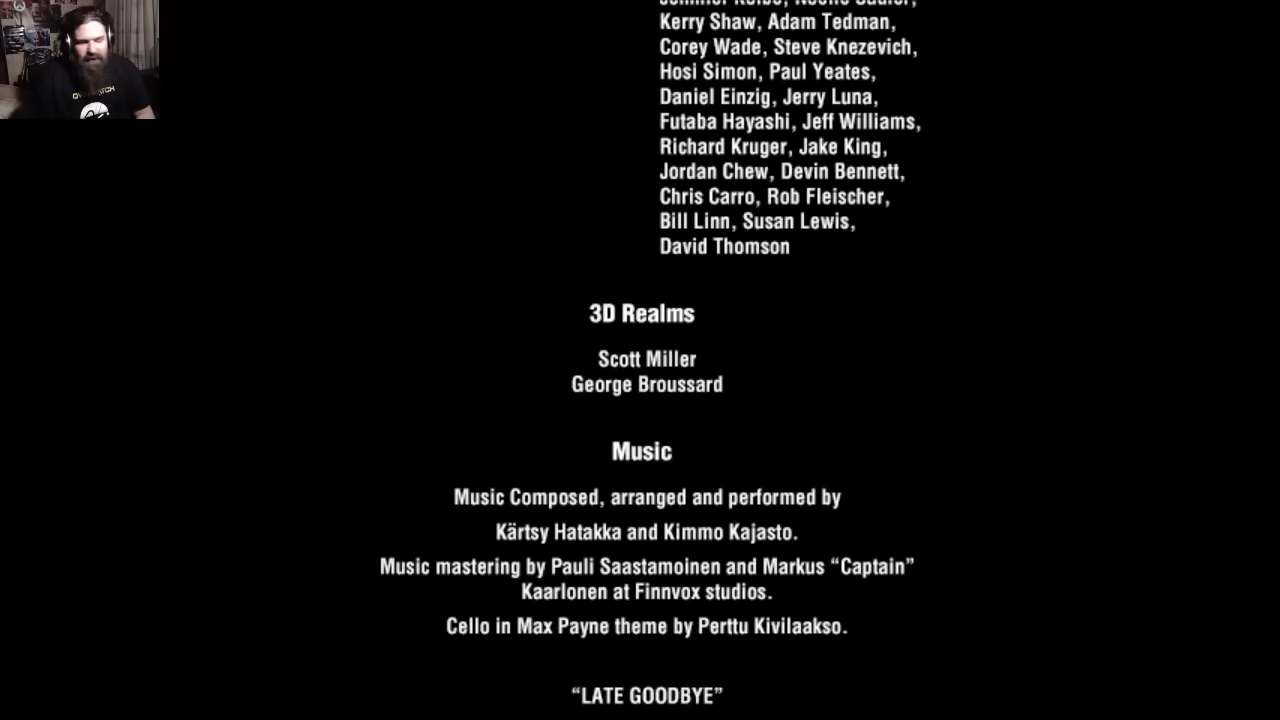 Kerry Shaw, Adam Tedman,
Corey Wade, Steve Knezevich,
Hosi Simon, Paul Yeates,
Daniel Einzig, Jerry Luna,
Futaba Hayashi, Jeff Williams,
Richard Kruger, Jake King,
Jordan Chew, Devin Bennett,
Chris Carro, Rob Fleischer,
Bill Linn, Susan Lewis,
David Thomson
3D Realms
Scott Miller
George Broussard
Music
Music Composed, arranged and performed by
Kärtsy Hatakka and Kimmo Kajasto.
Music mastering by Pauli Saastamoinen and Markus “Captain”
Kaarlonen at Finnvox studios.
Cello in Max Payne theme by Perttu Kivilaakso.
“LATE GOODBYE”